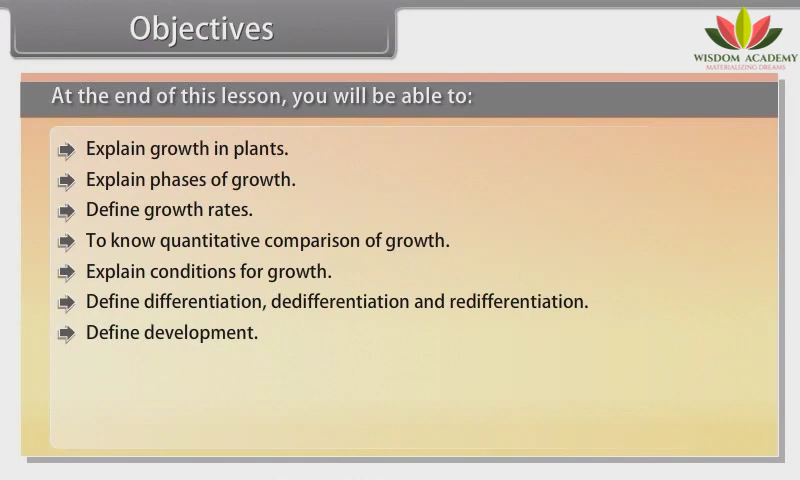 Objectives
WISDOM ACADEMY
MATERIALIZING DREAMS
At the end of this lesson, you will be able to:
Explain growth in plants.
Explain phases of growth.
Define growth rates.
To know quantitative comparison of growth.
Explain conditions for growth.
Define differentiation, dedifferentiation and redifferentiation.
Define development.